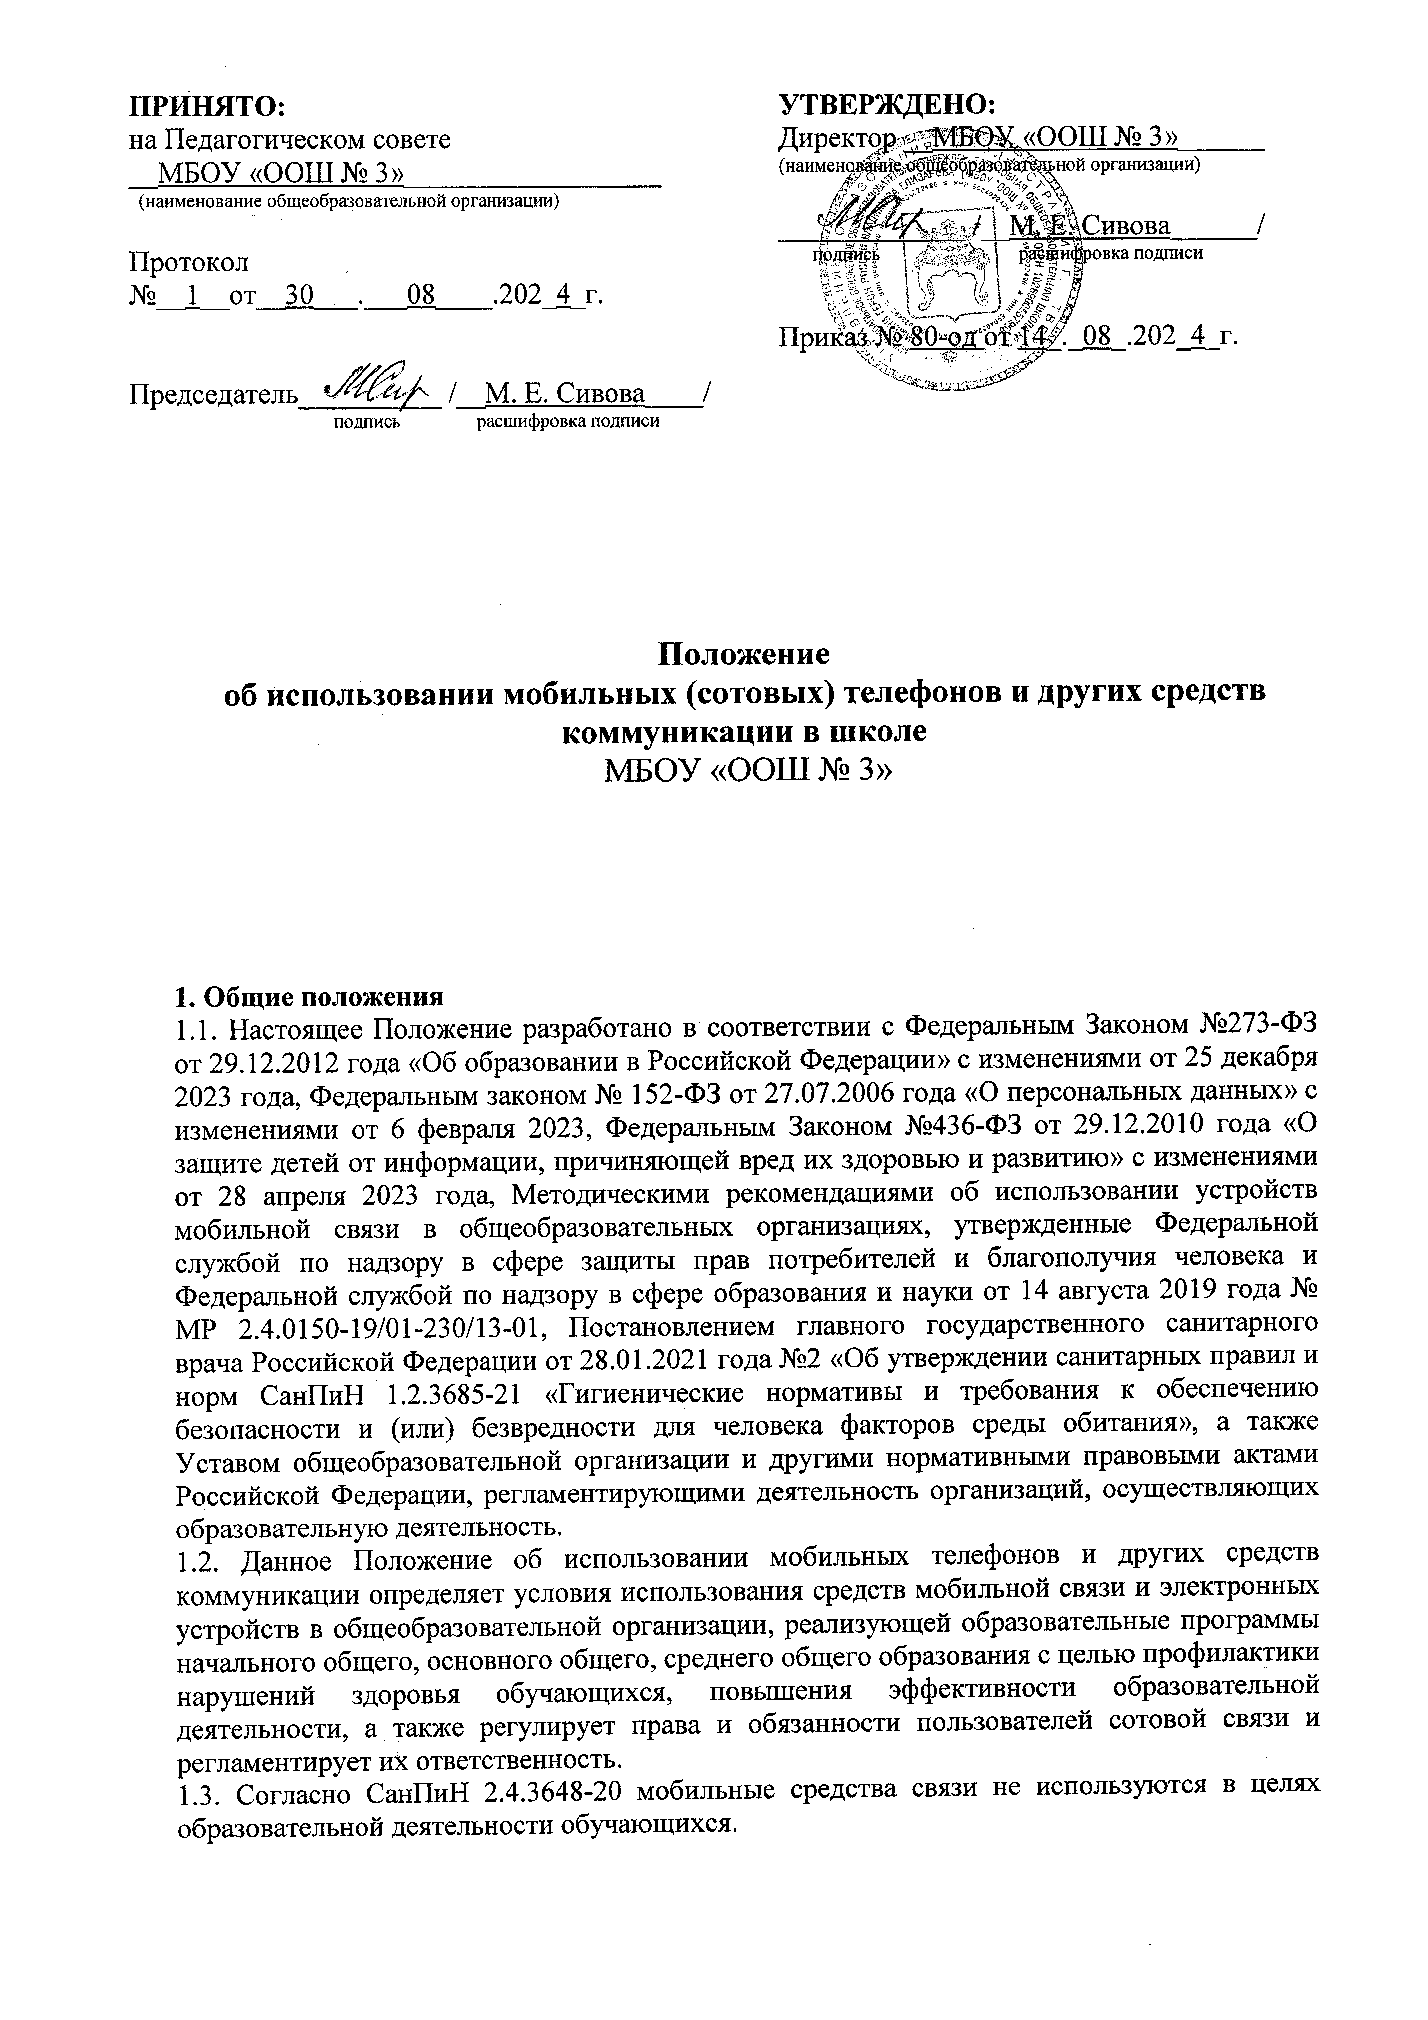 ПРИНЯТО:
на Педагогическом совете
МБОУ «ООШ № 3»
(наименование общеобразовательной организации)
Протокол
№ 1 от 30 . 08 .202 4 г.
Председатель / М. Е. Сивова /
подпись расшифровка подписи
УТВЕРЖДЕНО:
Директор МБОУ «ООШ № 3»
(наименование общеобразовательной организации)
/ М. Е. Сивова /
подпись расшифровка подписи
Приказ № 80-од от 14 . 08 .202 4 г.
Положение
об использовании мобильных (сотовых) телефонов и других средств
коммуникации в школе
МБОУ «ООШ № 3»
1. Общие положения
1.1. Настоящее Положение разработано в соответствии с Федеральным Законом №273-ФЗ
от 29.12.2012 года «Об образовании в Российской Федерации» с изменениями от 25 декабря
2023 года, Федеральным законом № 152-ФЗ от 27.07.2006 года «О персональных данных» с
изменениями от 6 февраля 2023, Федеральным Законом №436-ФЗ от 29.12.2010 года «О
защите детей от информации, причиняющей вред их здоровью и развитию» с изменениями
от 28 апреля 2023 года, Методическими рекомендациями об использовании устройств
мобильной связи в общеобразовательных организациях, утвержденные Федеральной
службой по надзору в сфере защиты прав потребителей и благополучия человека и
Федеральной службой по надзору в сфере образования и науки от 14 августа 2019 года №
МР 2.4.0150-19/01-230/13-01, Постановлением главного государственного санитарного
врача Российской Федерации от 28.01.2021 года №2 «Об утверждении санитарных правил и
норм СанПиН 1.2.3685-21 «Гигиенические нормативы и требования к обеспечению
безопасности и (или) безвредности для человека факторов среды обитания», а также
Уставом общеобразовательной организации и другими нормативными правовыми актами
Российской Федерации, регламентирующими деятельность организаций, осуществляющих
образовательную деятельность.
1.2. Данное Положение об использовании мобильных телефонов и других средств
коммуникации определяет условия использования средств мобильной связи и электронных
устройств в общеобразовательной организации, реализующей образовательные программы
начального общего, основного общего, среднего общего образования с целью профилактики
нарушений здоровья обучающихся, повышения эффективности образовательной
деятельности, а также регулирует права и обязанности пользователей сотовой связи и
регламентирует их ответственность.
1.3. Согласно СанПиН 2.4.3648-20 мобильные средства связи не используются в целях
образовательной деятельности обучающихся.